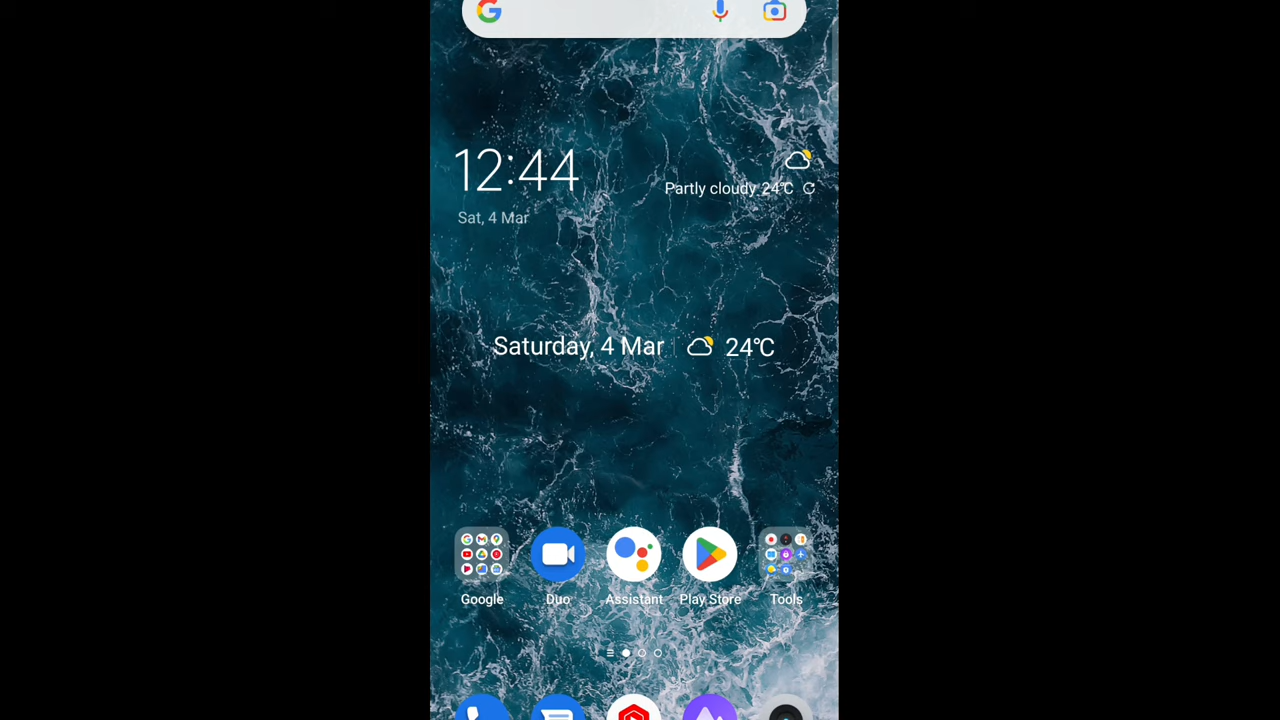 12:44
Partly cloudy 24°C
Sat, 4 Mar
Saturday, 4 Mar 24°C
Google Duo Assistant Play Store Tools